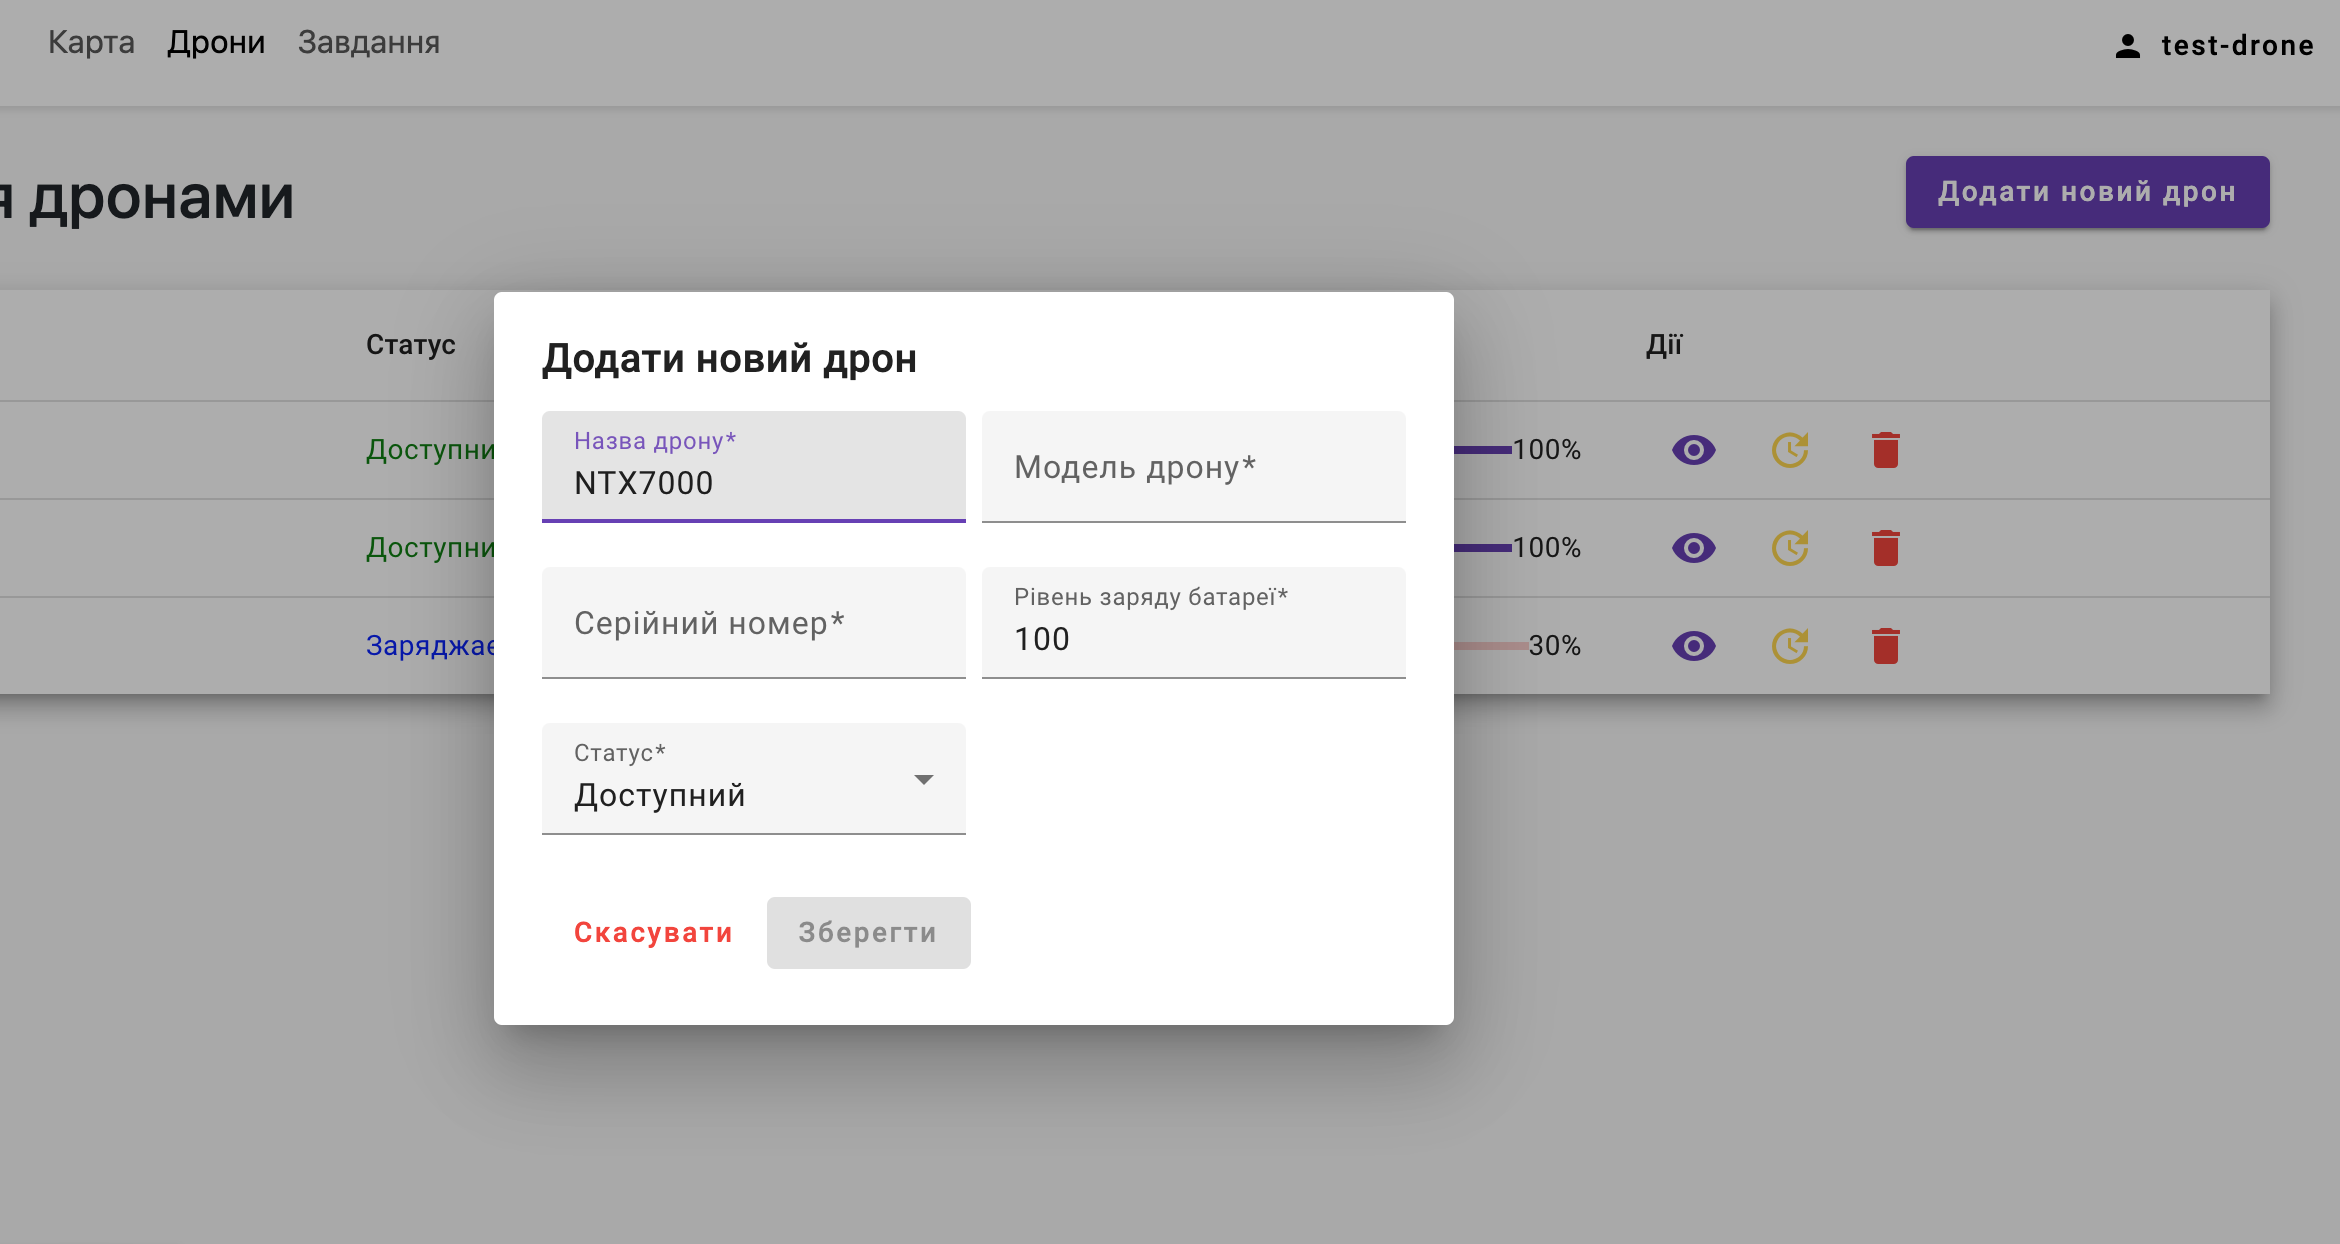 Карта Дрони Завдання test-drone
я дронами Додати новий дрон
Статус Дії
Доступни 100%
Доступни 100%
Заряджає 30%
Додати новий дрон
Назва дрону* Модель дрону*
NTX7000
Серійний номер* Рівень заряду батареї*
100
Статус*
Доступний
Скасувати Зберегти